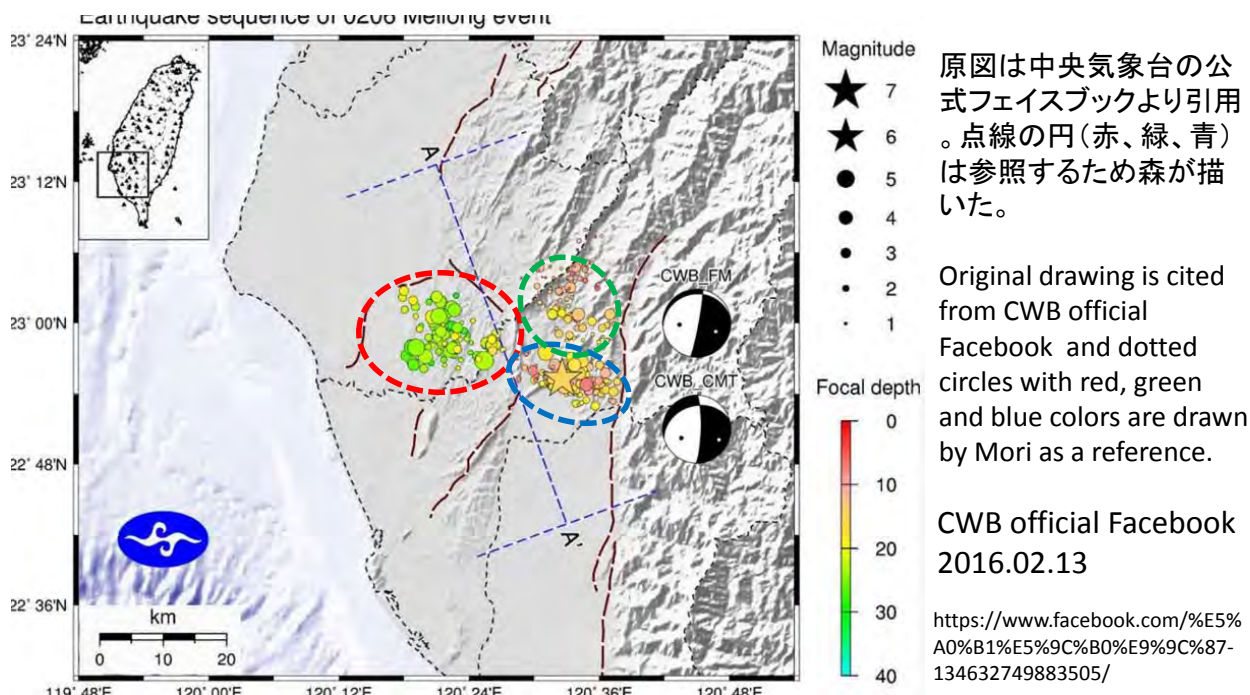 Earthquake sequence of 0206 Meilong event
23˚ 24'N
23˚ 12'N
23˚ 00'N
22˚ 48'N
22˚ 36'N
119˚ 48'E
120˚ 00'E
120˚ 12'E
120˚ 24'E
120˚ 36'E
120˚ 48'E
A
A'
CWB_FM
CWB_CMT
km
0 10 20
Magnitude
7
6
5
4
3
2
1
Focal depth
0
10
20
30
40
原図は中央気象台の公
式フェイスブックより引用
。点線の円(赤、緑、青)
は参照するため森が描
いた。
Original drawing is cited
from CWB official
Facebook and dotted
circles with red, green
and blue colors are drawn
by Mori as a reference.
CWB official Facebook
2016.02.13
https://www.facebook.com/%E5%
A0%B1%E5%9C%B0%E9%9C%87-
134632749883505/